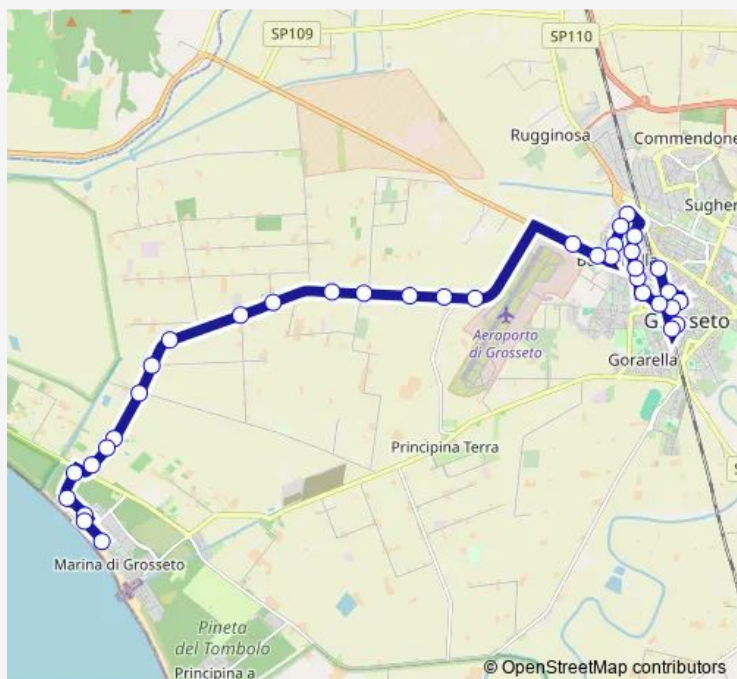 SP109
SP110
Rugginosa
Commendone
Sugher
Grosseto
Aeroporto
di Grosseto
Gorarella
Principina Terra
Marina di Grosseto
Pineta
del Tombolo
Principina a
© OpenStreetMap contributors